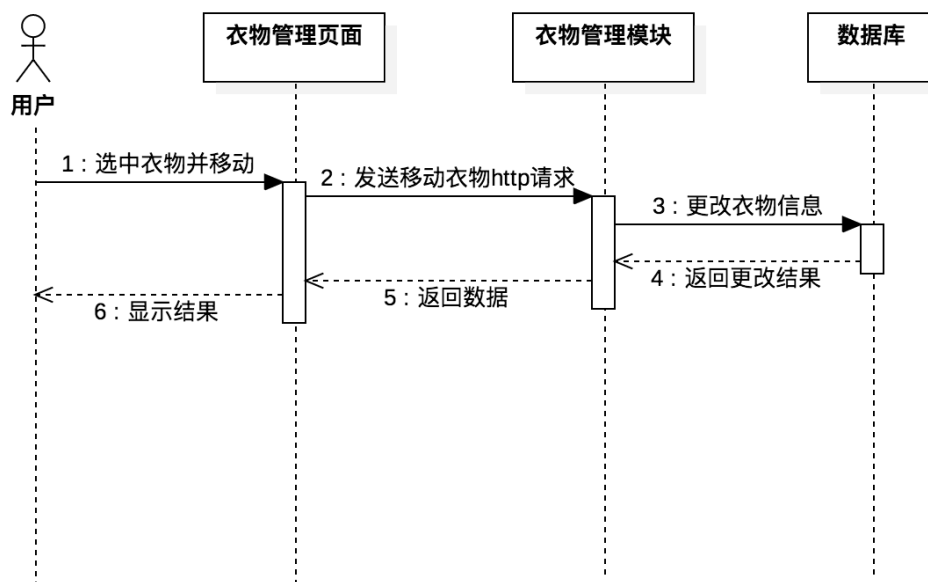 衣物管理页面
衣物管理模块
数据库
用户
1 : 选中衣物并移动
2 : 发送移动衣物http请求
3 : 更改衣物信息
4 : 返回更改结果
5 : 返回数据
6 : 显示结果